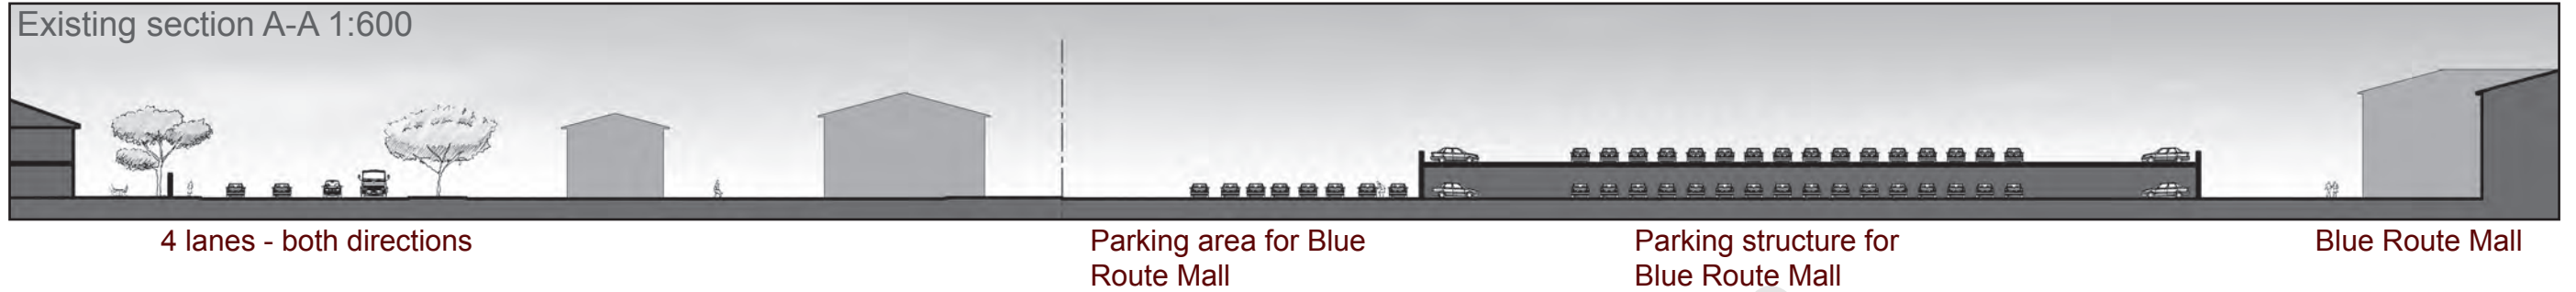 Existing section A-A 1:600
4 lanes - both directions
Parking area for Blue
Route Mall
Parking structure for
Blue Route Mall
Blue Route Mall